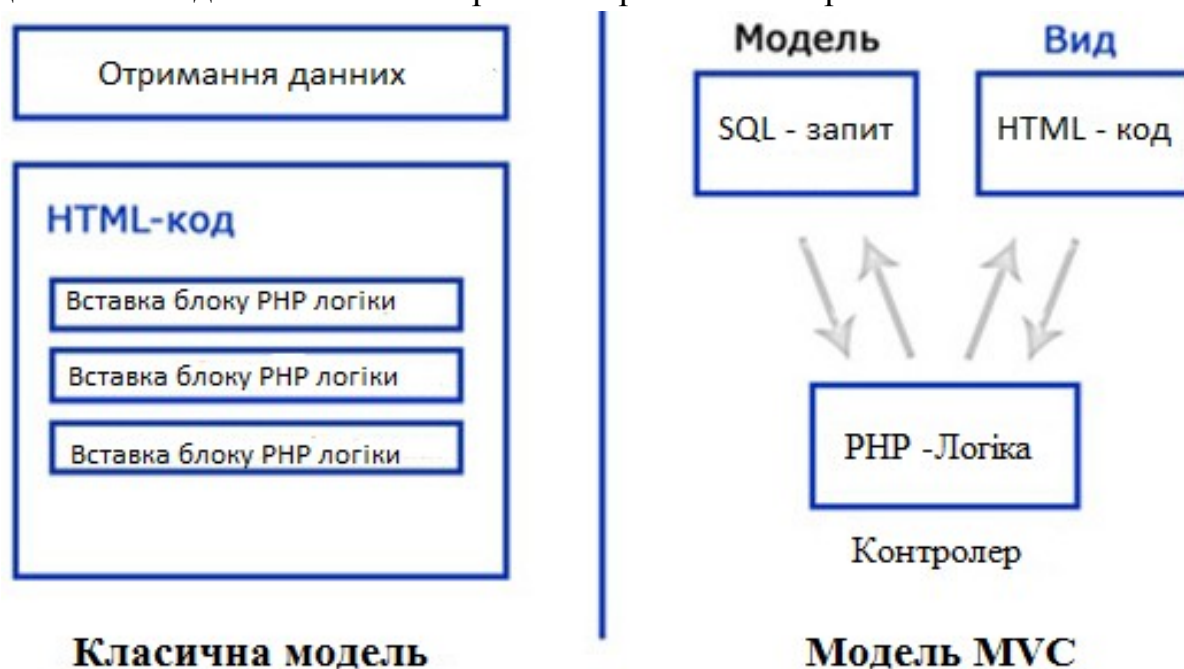 Отримання данних
HTML-код
Вставка блоку PHP логіки
Вставка блоку PHP логіки
Вставка блоку PHP логіки
Класична модель
Модель
Вид
SQL - запит
HTML - код
PHP -Логіка
Контролер
Модель MVC